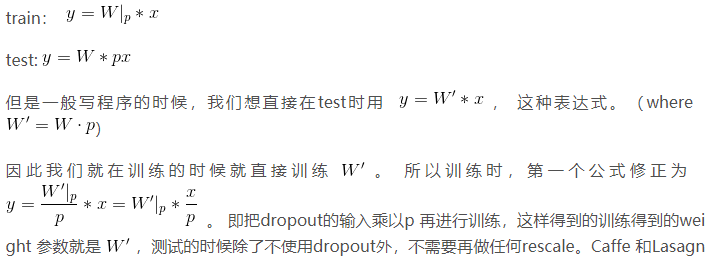 train： y = W|_p * x
test: y = W * px
但是一般写程序的时候，我们想直接在test时用 y = W′ * x ， 这种表达式。（where
W′ = W · p)
因此我们就在训练的时候就直接训练 W′ 。 所以训练时，第一个公式修正为
y = \frac{W′|_p}{p} * x = W′|_p * \frac{x}{p} 。 即把dropout的输入乘以p 再进行训练，这样得到的训练得到的wei
ght 参数就是 W′ ，测试的时候除了不使用dropout外，不需要再做任何rescale。Caffe 和Lasagn